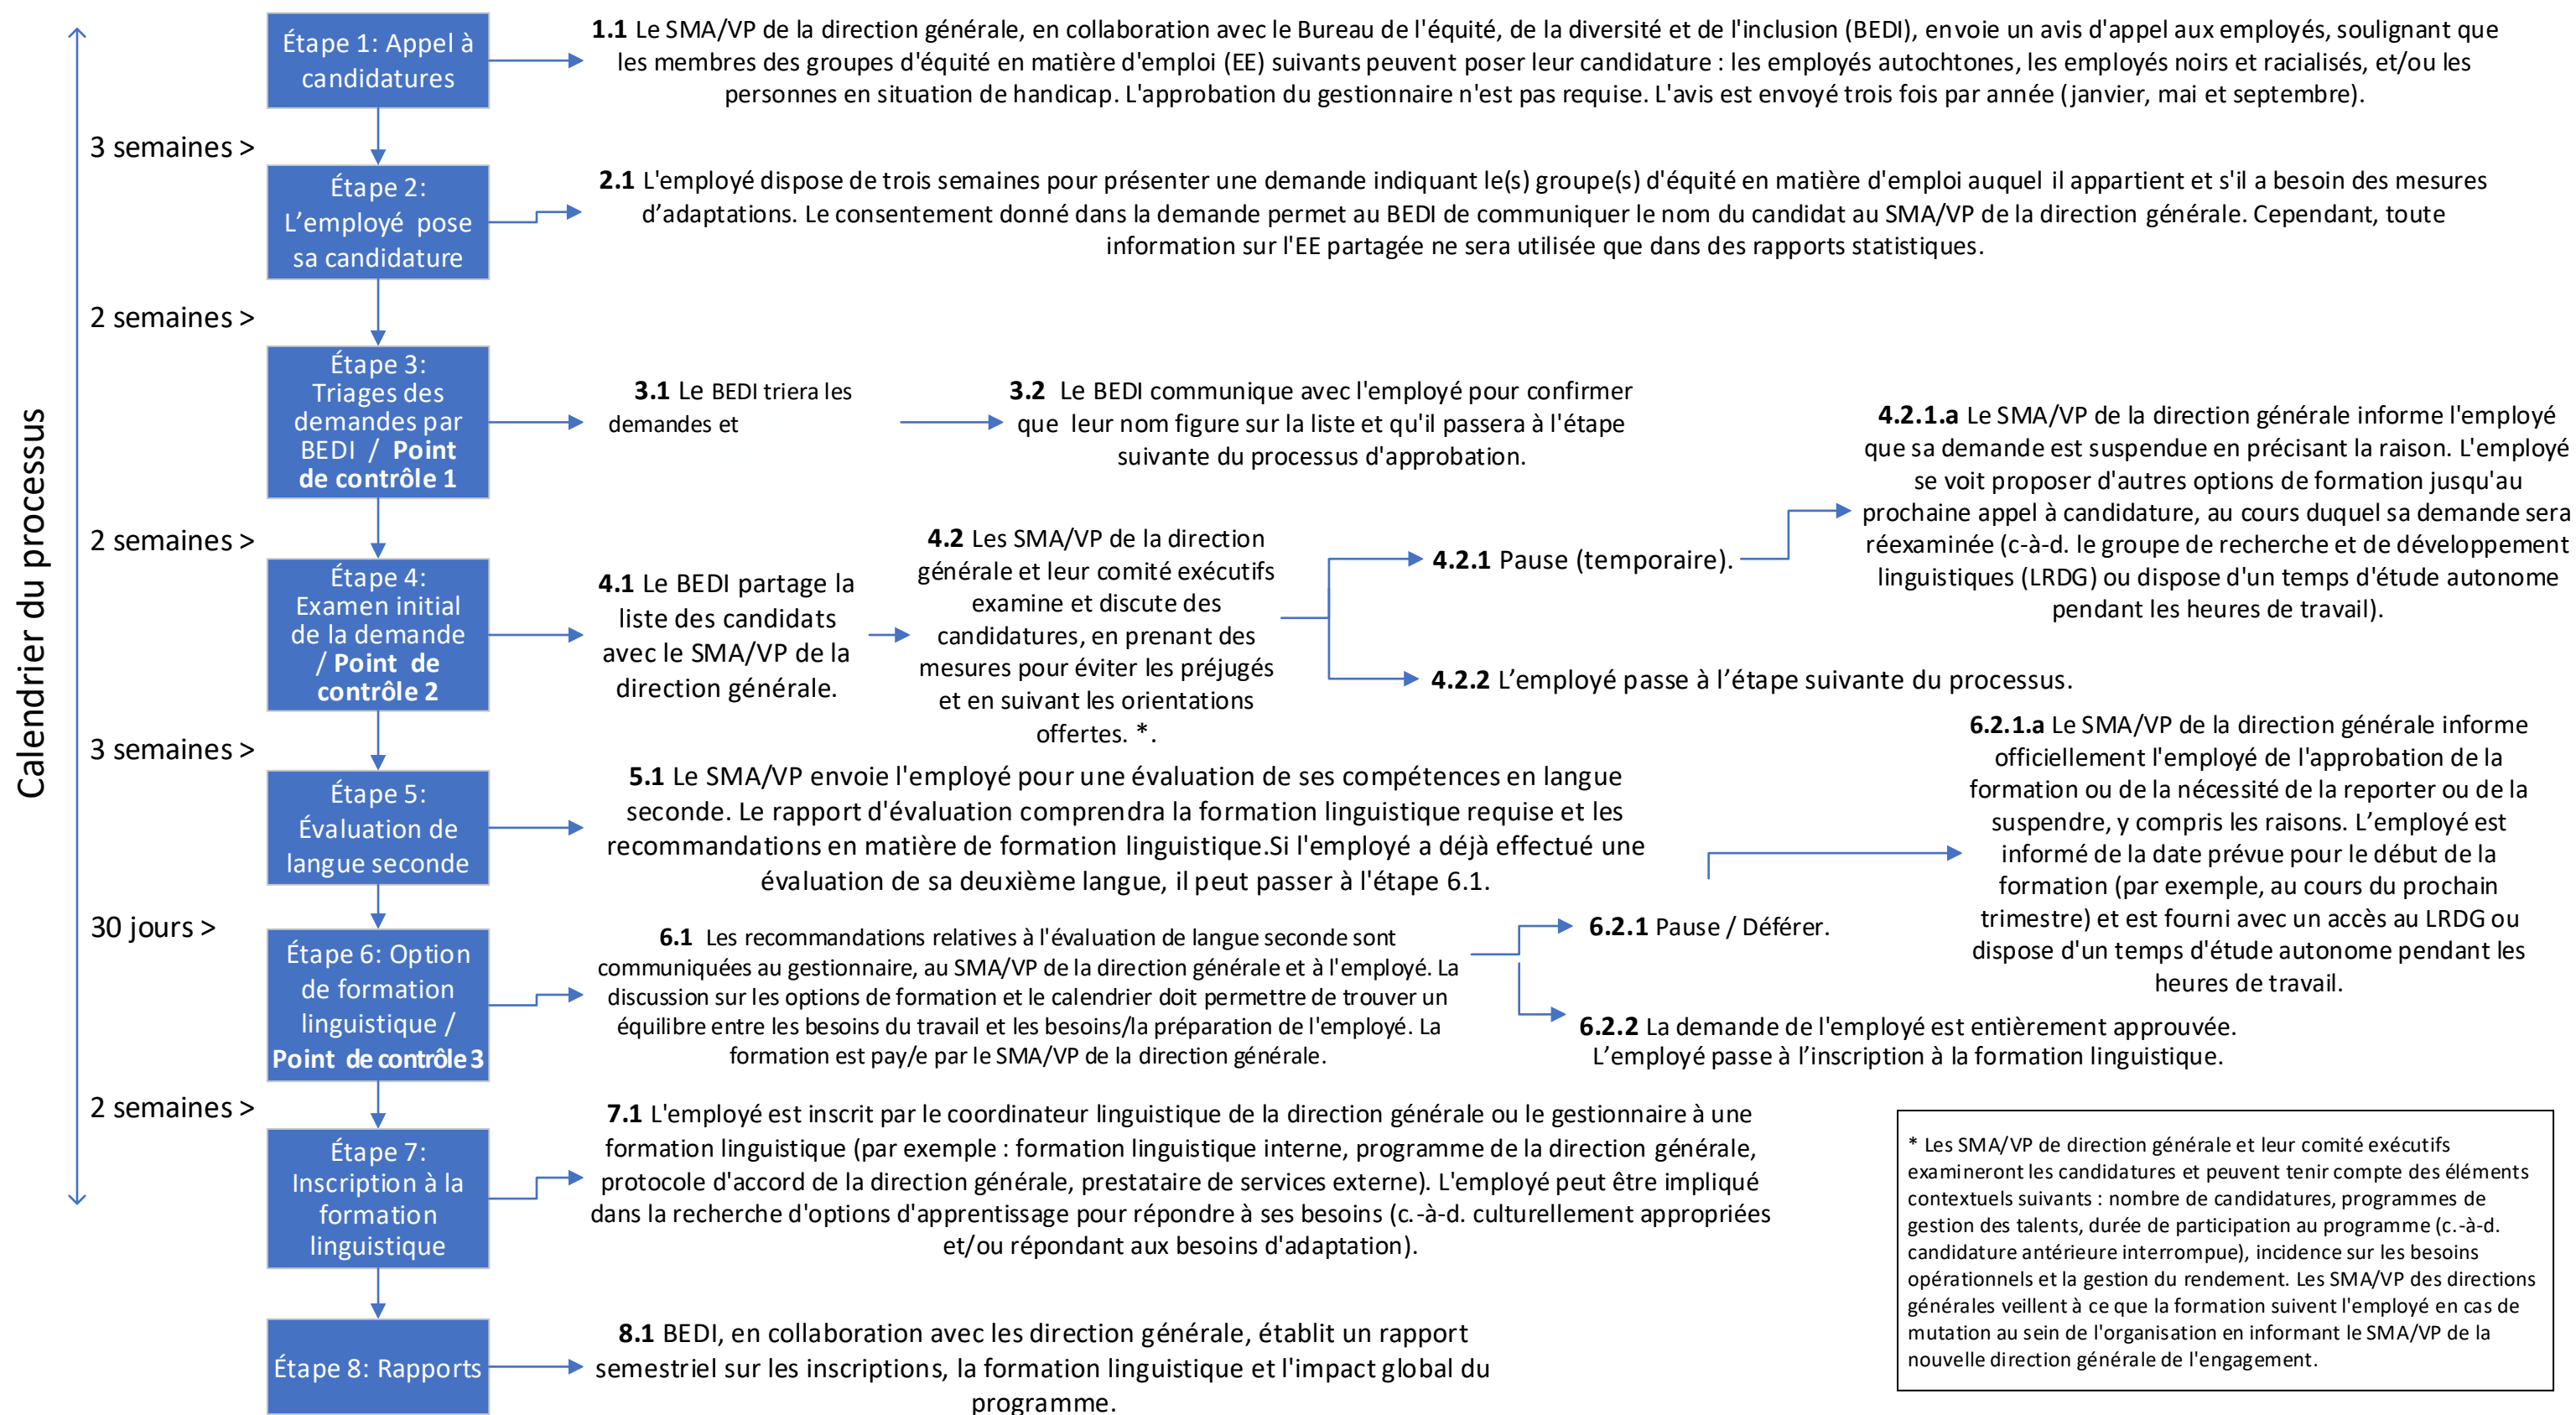 Calendrier du processus
Étape 1: Appel à
candidatures
1.1 Le SMA/VP de la direction générale, en collaboration avec le Bureau de l'équité, de la diversité et de l'inclusion (BEDI), envoie un avis d'appel aux employés, soulignant que
les membres des groupes d'équité en matière d'emploi (EE) suivants peuvent poser leur candidature : les employés autochtones, les employés noirs et racialisés, et/ou les
personnes en situation de handicap. L'approbation du gestionnaire n'est pas requise. L'avis est envoyé trois fois par année (janvier, mai et septembre).
3 semaines >
Étape 2:
L’employé pose
sa candidature
2.1 L'employé dispose de trois semaines pour présenter une demande indiquant le(s) groupe(s) d'équité en matière d'emploi auquel il appartient et s'il a besoin des mesures
d’adaptations. Le consentement donné dans la demande permet au BEDI de communiquer le nom du candidat au SMA/VP de la direction générale. Cependant, toute
information sur l'EE partagée ne sera utilisée que dans des rapports statistiques.
2 semaines >
Étape 3:
Triages des
demandes par
BEDI / Point
de contrôle 1
3.1 Le BEDI triera les
demandes et
3.2 Le BEDI communique avec l'employé pour confirmer
que leur nom figure sur la liste et qu'il passera à l'étape
suivante du processus d'approbation.
2 semaines >
Étape 4:
Examen initial
de la demande
/ Point de
contrôle 2
4.1 Le BEDI partage la
liste des candidats
avec le SMA/VP de la
direction générale.
4.2 Les SMA/VP de la direction
générale et leur comité exécutifs
examine et discute des
candidatures, en prenant des
mesures pour éviter les préjugés
et en suivant les orientations
offertes. *.
4.2.1 Pause (temporaire).
4.2.1.a Le SMA/VP de la direction générale informe l'employé
que sa demande est suspendue en précisant la raison. L'employé
se voit proposer d'autres options de formation jusqu'au
prochaine appel à candidature, au cours duquel sa demande sera
réexaminée (c-à-d. le groupe de recherche et de développement
linguistiques (LRDG) ou dispose d'un temps d'étude autonome
pendant les heures de travail).
4.2.2 L’employé passe à l’étape suivante du processus.
3 semaines >
Étape 5:
Évaluation de
langue seconde
5.1 Le SMA/VP envoie l'employé pour une évaluation de ses compétences en langue
seconde. Le rapport d'évaluation comprendra la formation linguistique requise et les
recommandations en matière de formation linguistique.Si l'employé a déjà effectué une
évaluation de sa deuxième langue, il peut passer à l'étape 6.1.
30 jours >
Étape 6: Option
de formation
linguistique /
Point de contrôle 3
6.1 Les recommandations relatives à l'évaluation de langue seconde sont
communiquées au gestionnaire, au SMA/VP de la direction générale et à l'employé. La
discussion sur les options de formation et le calendrier doit permettre de trouver un
équilibre entre les besoins du travail et les besoins/la préparation de l'employé. La
formation est pay/e par le SMA/VP de la direction générale.
6.2.1 Pause / Déférer.
6.2.1.a Le SMA/VP de la direction générale informe
officiellement l'employé de l'approbation de la
formation ou de la nécessité de la reporter ou de la
suspendre, y compris les raisons. L’employé est
informé de la date prévue pour le début de la
formation (par exemple, au cours du prochain
trimestre) et est fourni avec un accès au LRDG ou
dispose d'un temps d'étude autonome pendant les
heures de travail.
6.2.2 La demande de l'employé est entièrement approuvée.
L’employé passe à l’inscription à la formation linguistique.
2 semaines >
Étape 7:
Inscription à la
formation
linguistique
7.1 L'employé est inscrit par le coordinateur linguistique de la direction générale ou le gestionnaire à une
formation linguistique (par exemple : formation linguistique interne, programme de la direction générale,
protocole d'accord de la direction générale, prestataire de services externe). L'employé peut être impliqué
dans la recherche d'options d'apprentissage pour répondre à ses besoins (c.-à-d. culturellement appropriées
et/ou répondant aux besoins d'adaptation).
Étape 8: Rapports
8.1 BEDI, en collaboration avec les direction générale, établit un rapport
semestriel sur les inscriptions, la formation linguistique et l'impact global du
programme.
* Les SMA/VP de direction générale et leur comité exécutifs
examineront les candidatures et peuvent tenir compte des éléments
contextuels suivants : nombre de candidatures, programmes de
gestion des talents, durée de participation au programme (c.-à-d.
candidature antérieure interrompue), incidence sur les besoins
opérationnels et la gestion du rendement. Les SMA/VP des directions
générales veillent à ce que la formation suivent l'employé en cas de
mutation au sein de l'organisation en informant le SMA/VP de la
nouvelle direction générale de l'engagement.